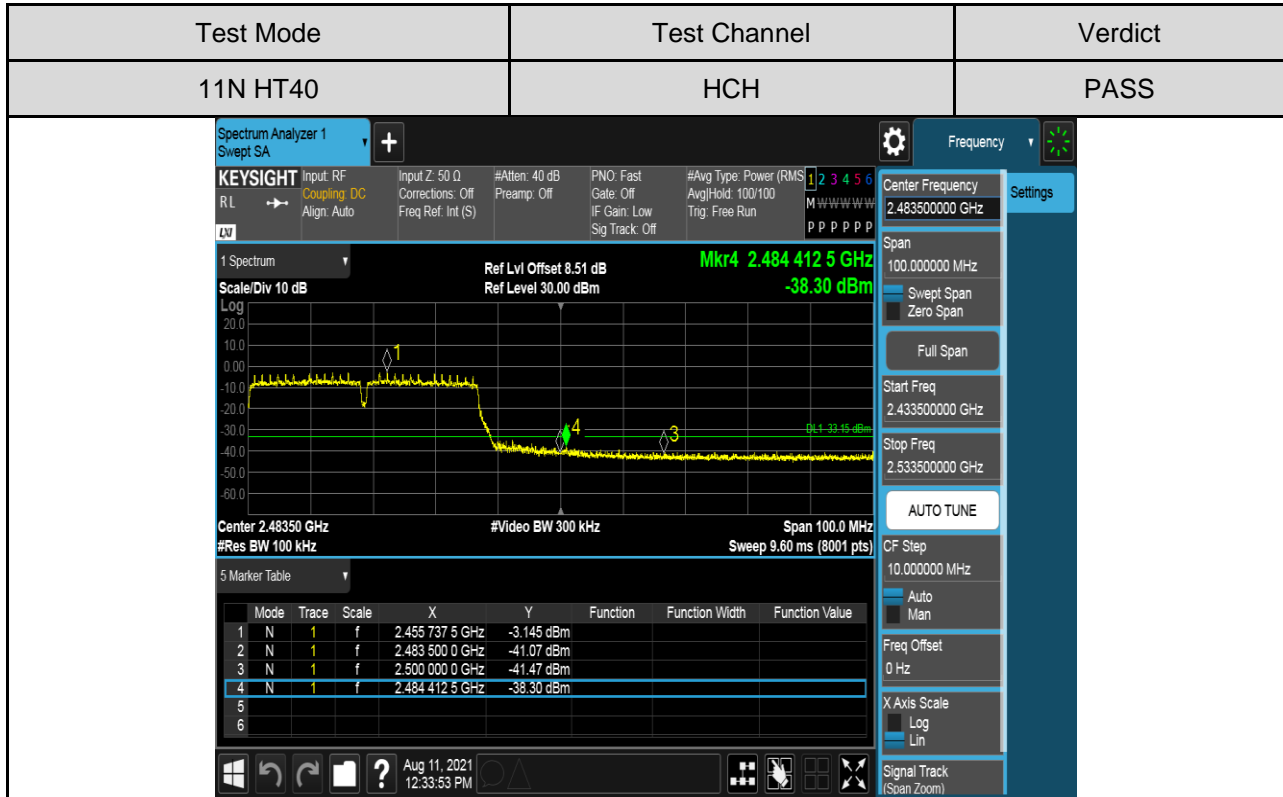 Test Mode Test Channel Verdict
11N HT40 HCH PASS
Spectrum Analyzer 1
Swept SA
+
Frequency
KEYSIGHT Input: RF Input Z: 50 Ω #Atten: 40 dB PNO: Fast #Avg Type: Power (RMS 1 2 3 4 5 6
RL Coupling: DC Corrections: Off Preamp: Off Gate: Off Avg|Hold: 100/100 M W W W W W
Align: Auto Freq Ref: Int (S) IF Gain: Low Trig: Free Run
LXI Sig Track: Off P P P P P P
1 Spectrum
Ref Lvl Offset 8.51 dB Mkr4 2.484 412 5 GHz
Scale/Div 10 dB Ref Level 30.00 dBm -38.30 dBm
Log
20.0
10.0
0.00
-10.0
-20.0
-30.0
-40.0
-50.0
-60.0
1
4
3
DL1 -33.15 dBm
Center 2.48350 GHz #Video BW 300 kHz Span 100.0 MHz
#Res BW 100 kHz Sweep 9.60 ms (8001 pts)
5 Marker Table
Mode Trace Scale X Y Function Function Width Function Value
1 N 1 f 2.455 737 5 GHz -3.145 dBm
2 N 1 f 2.483 500 0 GHz -41.07 dBm
3 N 1 f 2.500 000 0 GHz -41.47 dBm
4 N 1 f 2.484 412 5 GHz -38.30 dBm
5
6
?
Aug 11, 2021
12:33:53 PM
Center Frequency
2.483500000 GHz
Settings
Span
100.000000 MHz
Swept Span
Zero Span
Full Span
Start Freq
2.433500000 GHz
Stop Freq
2.533500000 GHz
AUTO TUNE
CF Step
10.000000 MHz
Auto
Man
Freq Offset
0 Hz
X Axis Scale
Log
Lin
Signal Track
(Span Zoom)